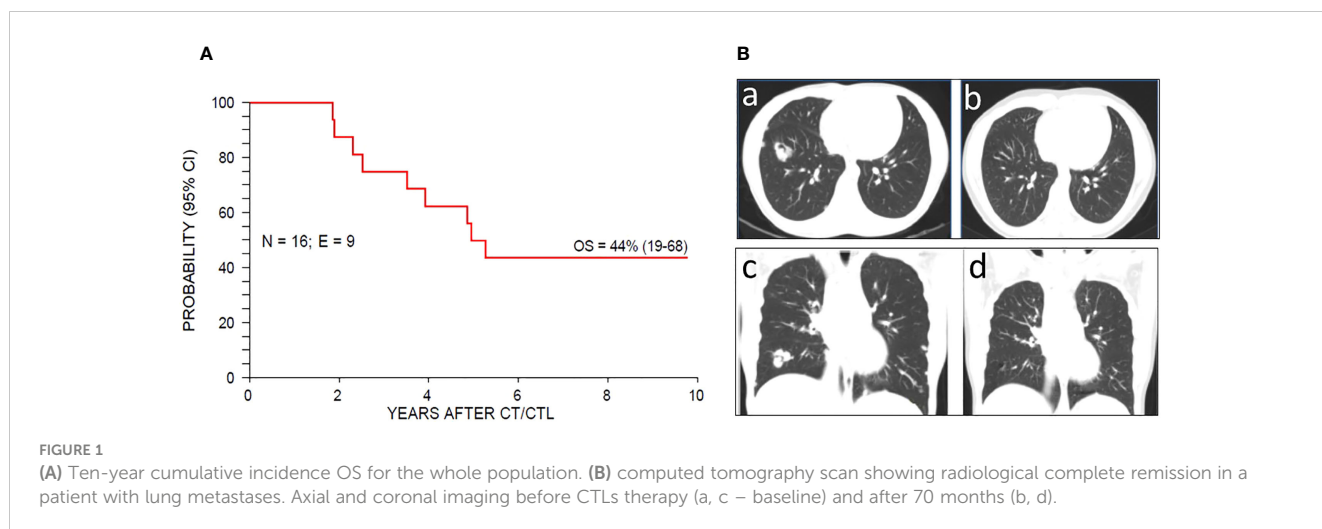 A
B
PROBABILITY (95% CI)
100
80
60
40
20
0
N = 16; E = 9
OS = 44% (19-68)
0 2 4 6 8 10
YEARS AFTER CT/CTL
a
b
c
d
FIGURE 1
(A) Ten-year cumulative incidence OS for the whole population. (B) computed tomography scan showing radiological complete remission in a
patient with lung metastases. Axial and coronal imaging before CTLs therapy (a, c – baseline) and after 70 months (b, d).